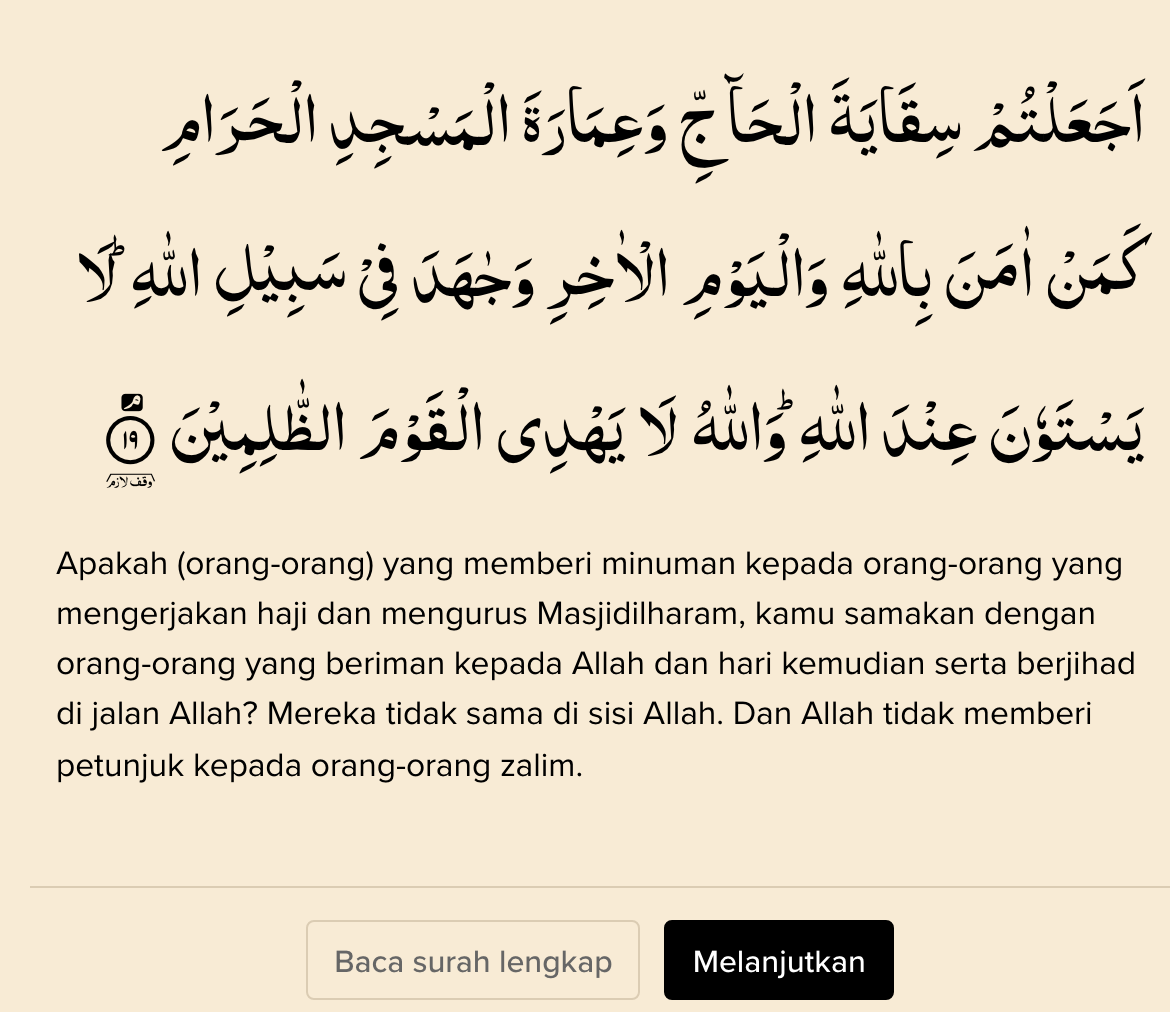 اَجَعَلْتُمْ سِقَايَةَ الْحَاۤجِّ وَعِمَارَةَ الْمَسْجِدِ الْحَرَامِ
كَمَنْ اٰمَنَ بِاللّٰهِ وَالْيَوْمِ الْاٰخِرِ وَجٰهَدَ فِيْ سَبِيْلِ اللّٰهِ ۗلَا
يَسْتَوٗنَ عِنْدَ اللّٰهِ ۗوَاللّٰهُ لَا يَهْدِى الْقَوْمَ الظّٰلِمِيْنَۘ ١٩
وقف لازم
Apakah (orang-orang) yang memberi minuman kepada orang-orang yang
mengerjakan haji dan mengurus Masjidilharam, kamu samakan dengan
orang-orang yang beriman kepada Allah dan hari kemudian serta berjihad
di jalan Allah? Mereka tidak sama di sisi Allah. Dan Allah tidak memberi
petunjuk kepada orang-orang zalim.
Baca surah lengkap
Melanjutkan